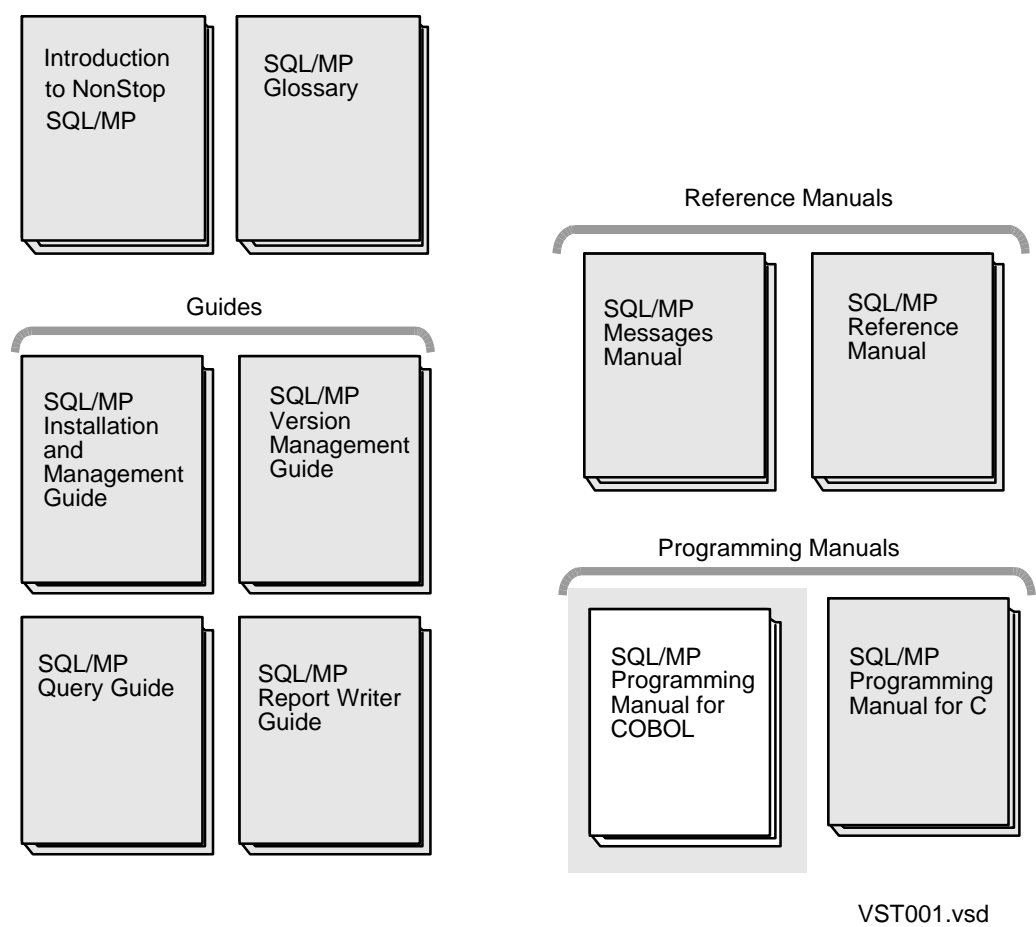 Introduction
to NonStop
SQL/MP
SQL/MP
Glossary
Guides
SQL/MP
Installation
and
Management
Guide
SQL/MP
Version
Management
Guide
SQL/MP
Query Guide
SQL/MP
Report Writer
Guide
Reference Manuals
SQL/MP
Messages
Manual
SQL/MP
Reference
Manual
Programming Manuals
SQL/MP
Programming
Manual for
COBOL
SQL/MP
Programming
Manual for C
VST001.vsd